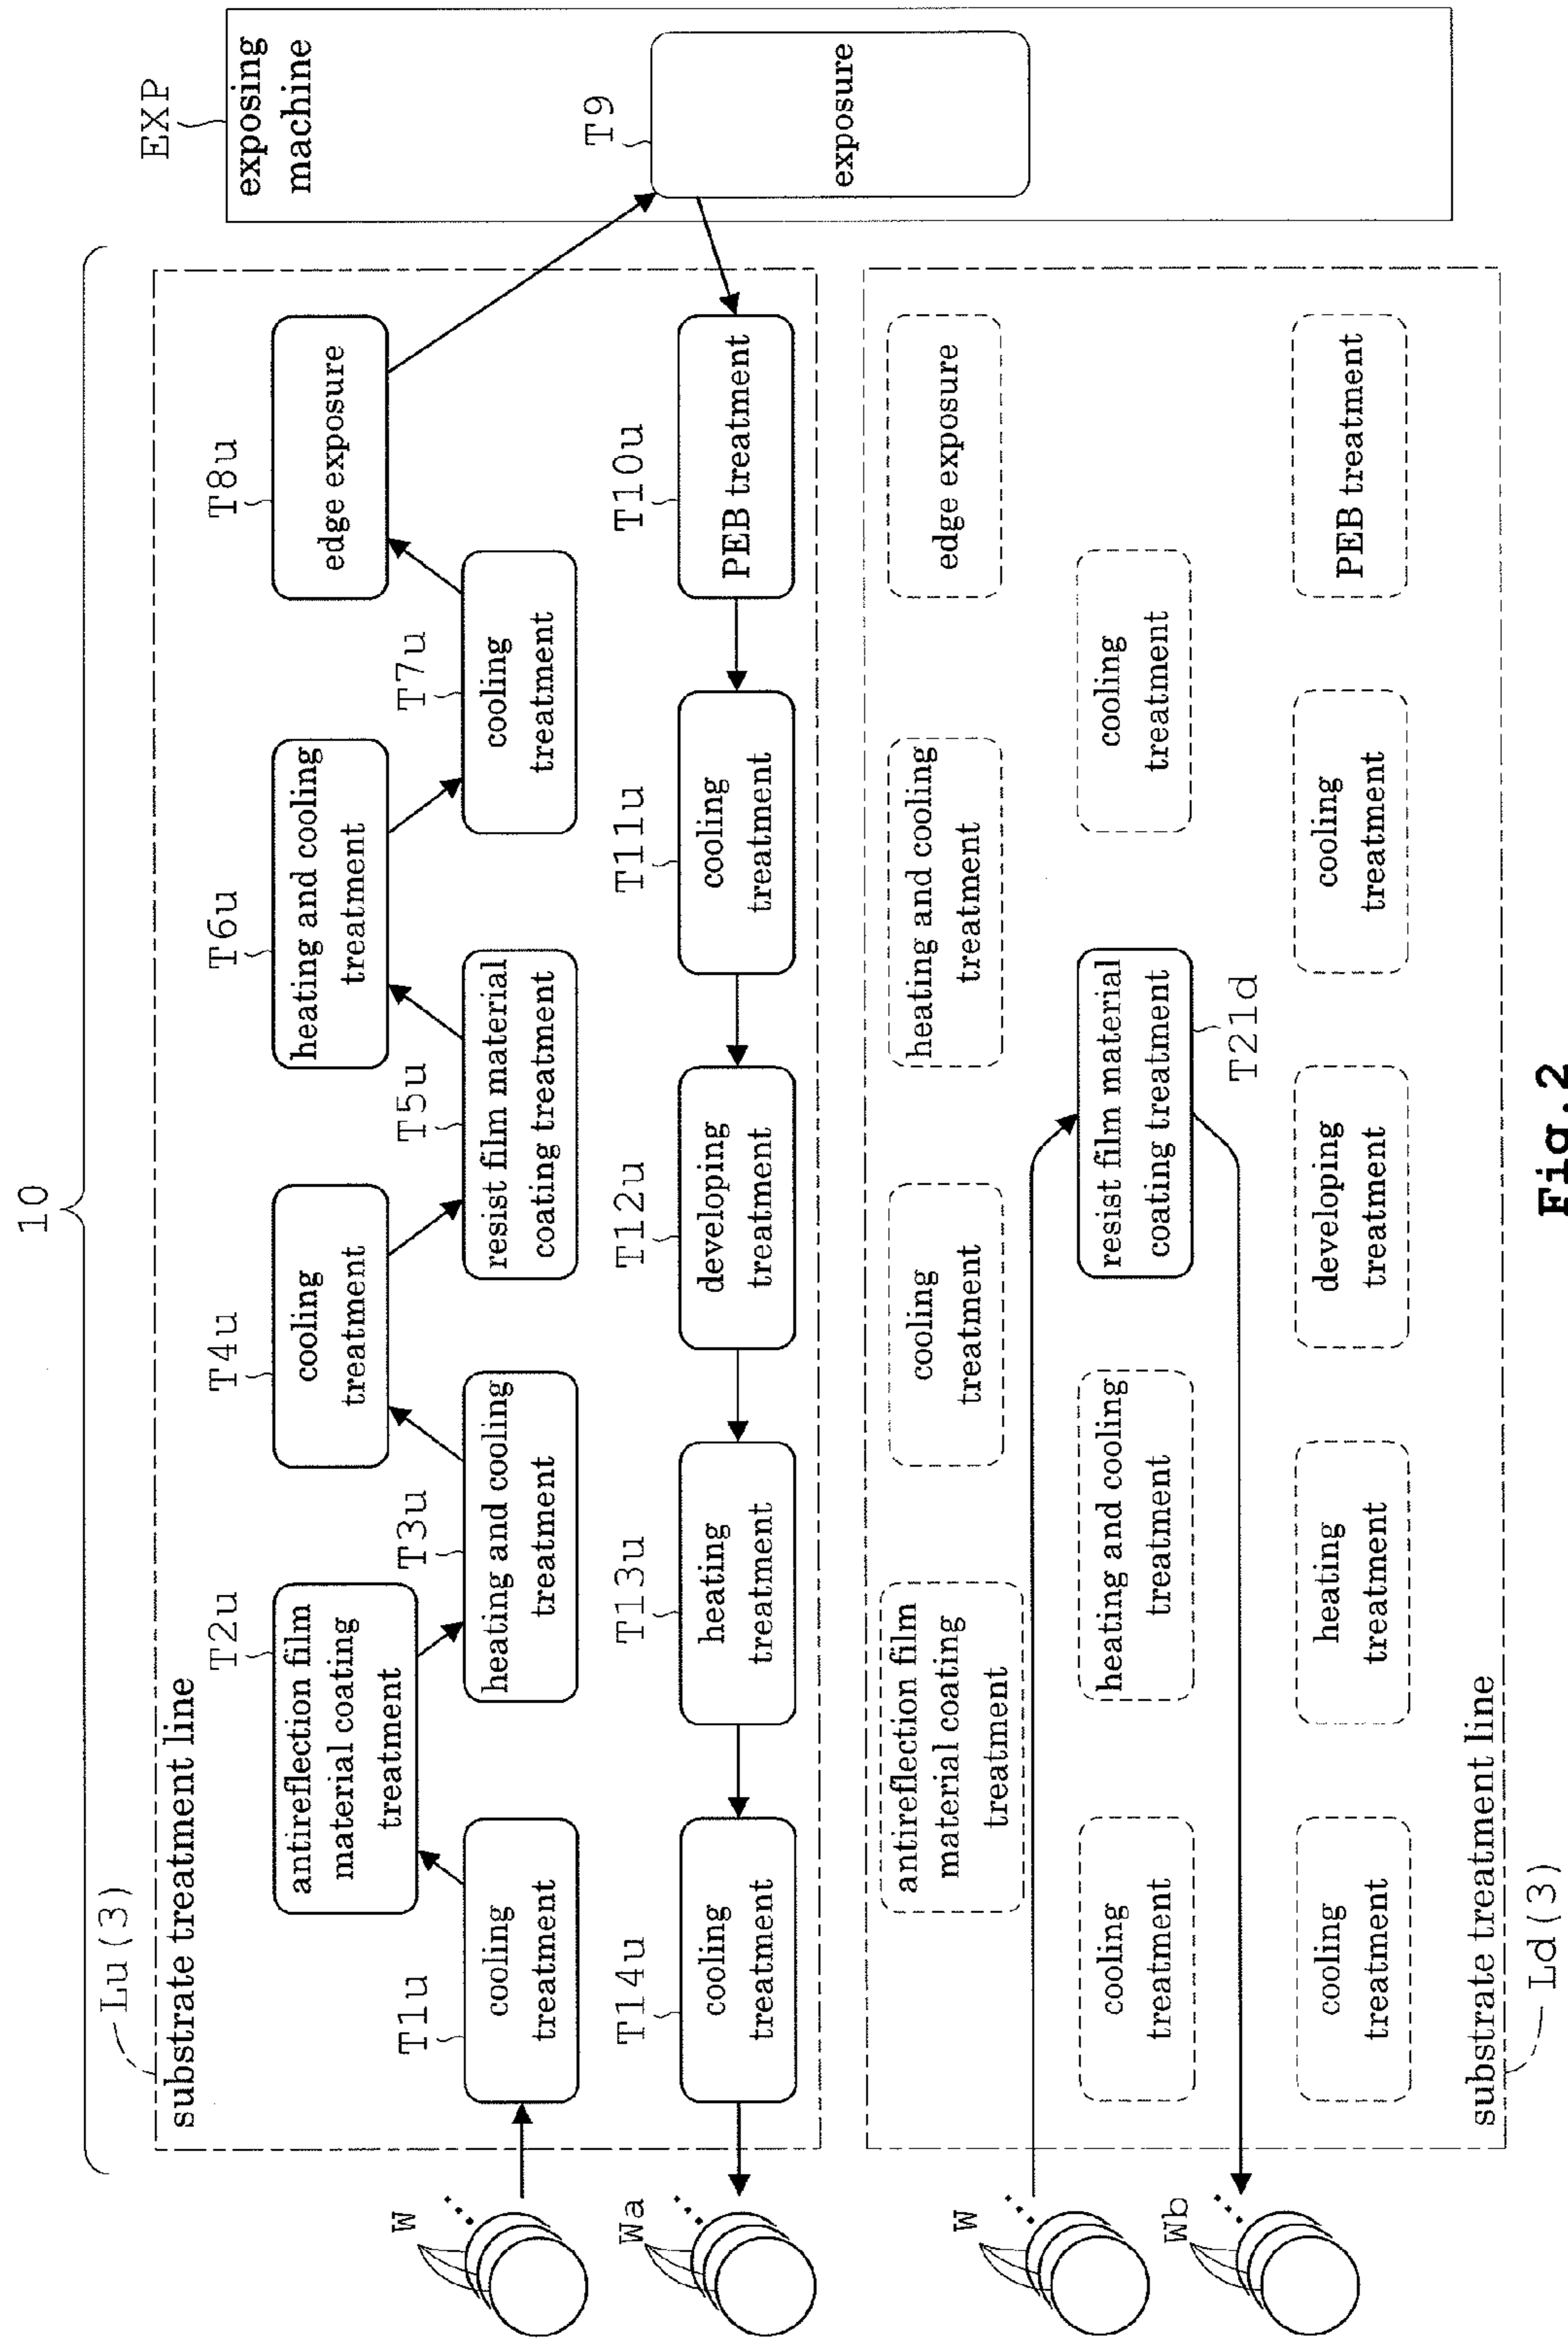 10
Lu(3)
substrate treatment line
EXP
exposing
machine
T2u
antireflection film
material coating
treatment
T4u
cooling
treatment
T6u
heating and cooling
treatment
T8u
edge exposure
T1u
cooling
treatment
T3u
heating and cooling
treatment
T5u
resist film material
coating treatment
T7u
cooling
treatment
W
T9
exposure
Wa
T14u
cooling
treatment
T13u
heating
treatment
T12u
developing
treatment
T11u
cooling
treatment
T10u
PEB treatment
antireflection film
material coating
treatment
cooling
treatment
heating and cooling
treatment
edge exposure
W
cooling
treatment
heating and cooling
treatment
resist film material
coating treatment
T21d
cooling
treatment
Wb
cooling
treatment
heating
treatment
developing
treatment
cooling
treatment
PEB treatment
substrate treatment line
Ld(3)
Fig.2